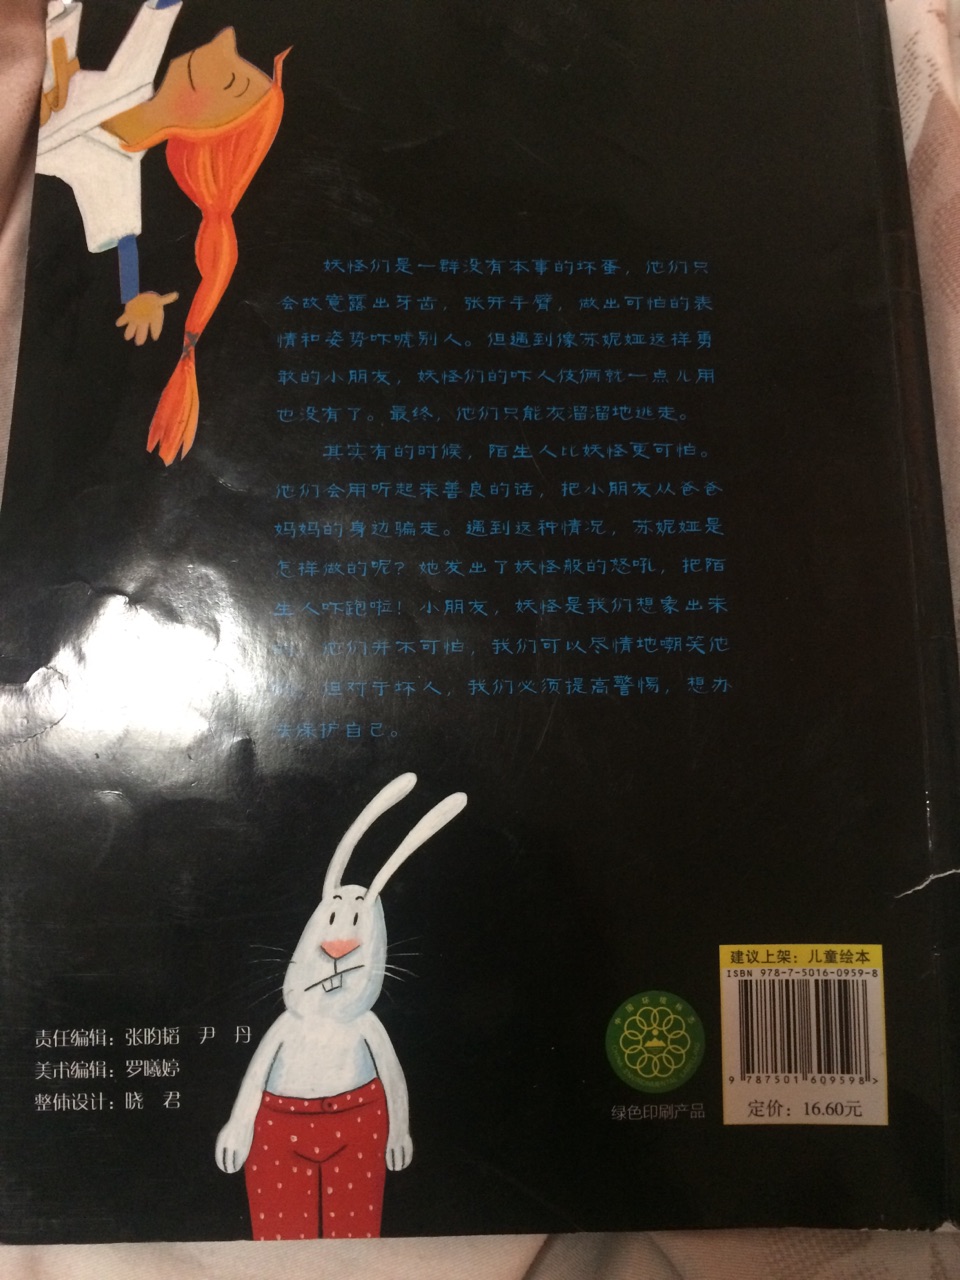 妖怪们是一群没有本事的坏蛋，他们只
会故意露出牙齿，张开手臂，做出可怕的表
情和姿势吓唬别人。但遇到像苏妮娅这样勇
敢的小朋友，妖怪们的吓人伎俩就一点儿用
也没有了。最终，他们只能灰溜溜地逃走。
其实有的时候，陌生人比妖怪更可怕。
他们会用听起来善良的话，把小朋友从爸爸
妈妈的身边骗走。遇到这种情况，苏妮娅是
怎样做的呢？她发出了妖怪般的怒吼，把陌
生人吓跑啦！小朋友，妖怪是我们想象出来
的，他们并不可怕，我们可以尽情地嘲笑他
们。但对于坏人，我们必须提高警惕，想办
法保护自己。
责任编辑：张昀韬 尹 丹
美术编辑：罗曦婷
整体设计：晓 君
绿色印刷产品
建议上架：儿童绘本
ISBN 978-7-5016-0959-8
9 787501 609598 >
定价：16.60元